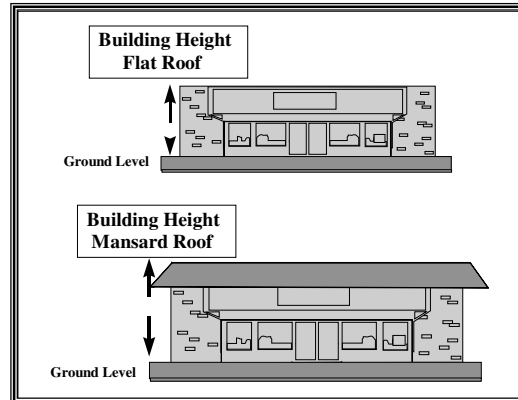 Building Height
Flat Roof
Ground Level
Building Height
Mansard Roof
Ground Level